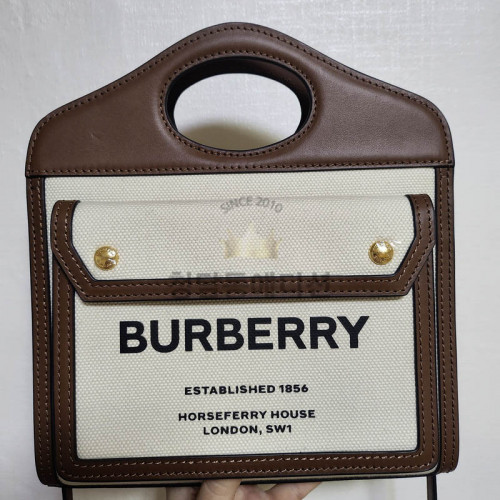 SINCE 2010
BURBERRY
ESTABLISHED 1856
HORSEFERRY HOUSE
LONDON, SW1